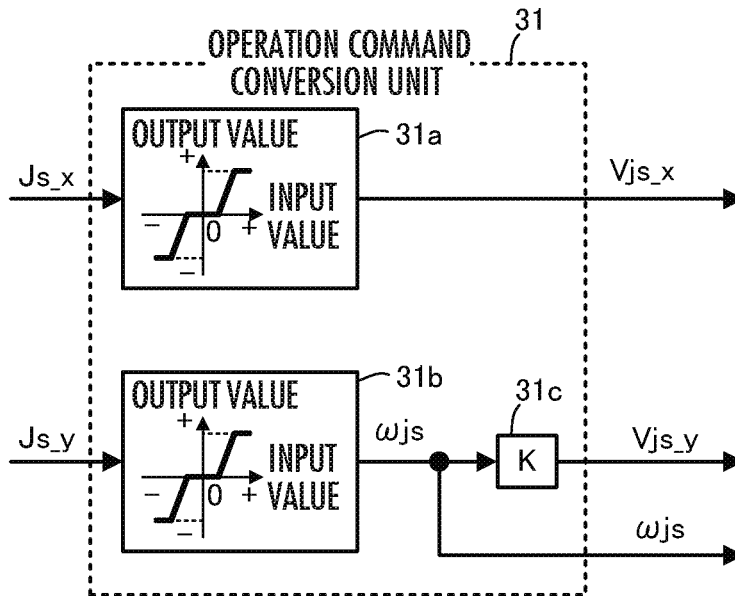 31
OPERATION COMMAND
CONVERSION UNIT
OUTPUT VALUE
31a
+
Js_x
Vjs_x
INPUT
VALUE
−
0
+
−
OUTPUT VALUE
31b
31c
+
Js_y
ωjs
K
Vjs_y
INPUT
VALUE
−
0
+
−
ωjs